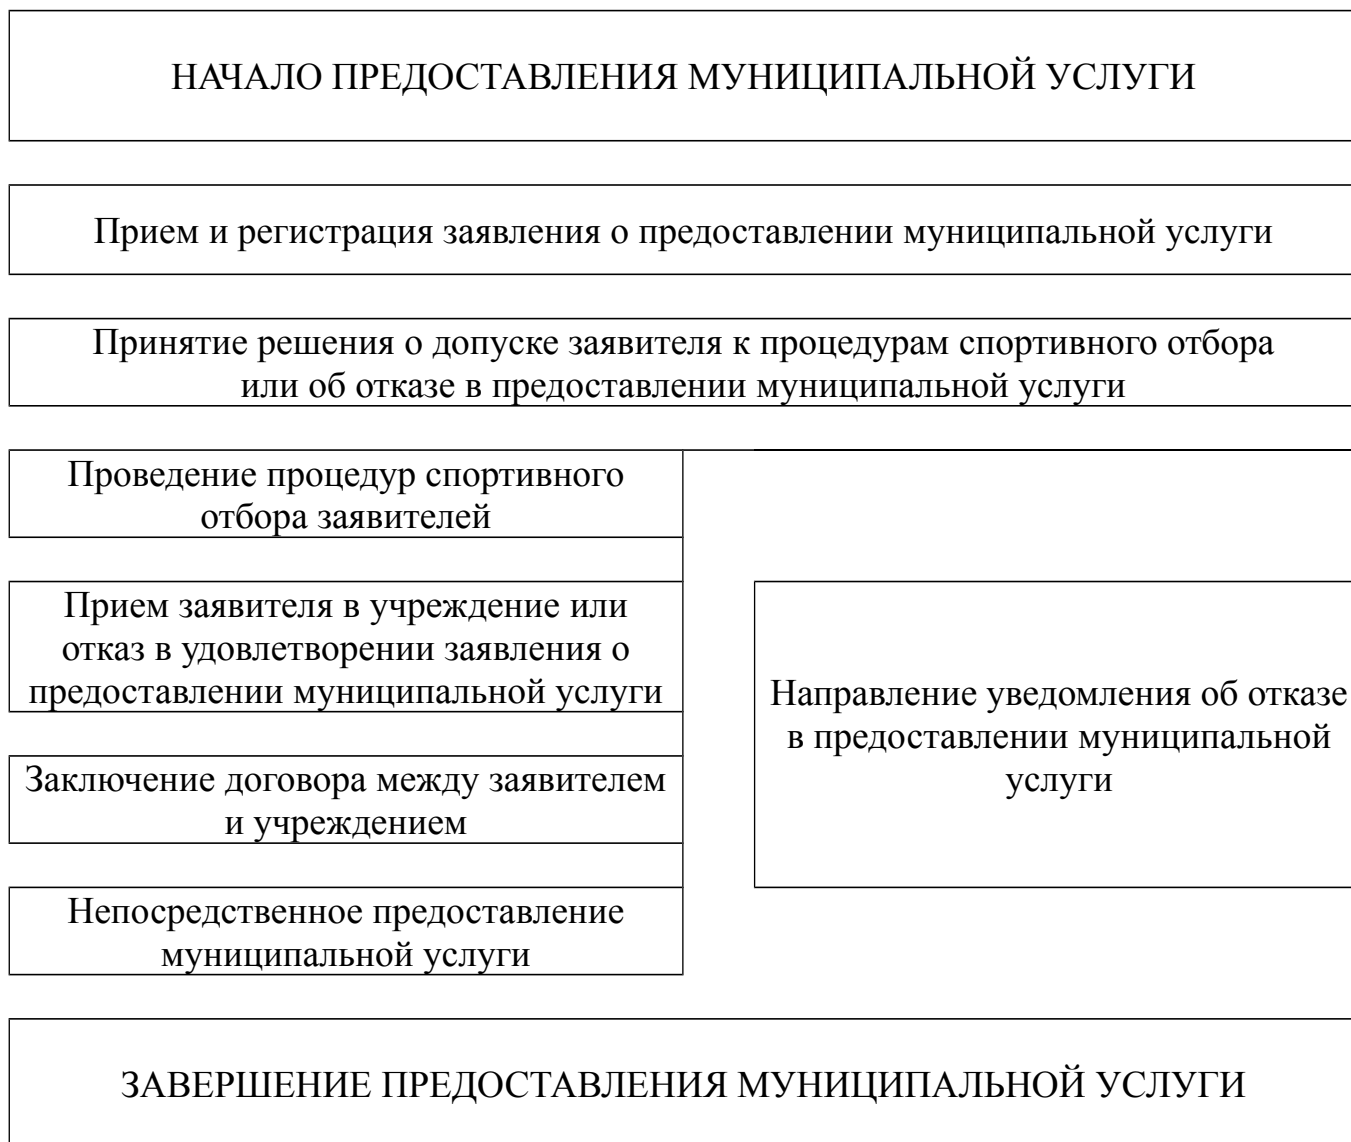 НАЧАЛО ПРЕДОСТАВЛЕНИЯ МУНИЦИПАЛЬНОЙ УСЛУГИ
Прием и регистрация заявления о предоставлении муниципальной услуги
Принятие решения о допуске заявителя к процедурам спортивного отбора
или об отказе в предоставлении муниципальной услуги
Проведение процедур спортивного
отбора заявителей
Прием заявителя в учреждение или
отказ в удовлетворении заявления о
предоставлении муниципальной услуги
Заключение договора между заявителем
и учреждением
Непосредственное предоставление
муниципальной услуги
Направление уведомления об отказе
в предоставлении муниципальной
услуги
ЗАВЕРШЕНИЕ ПРЕДОСТАВЛЕНИЯ МУНИЦИПАЛЬНОЙ УСЛУГИ